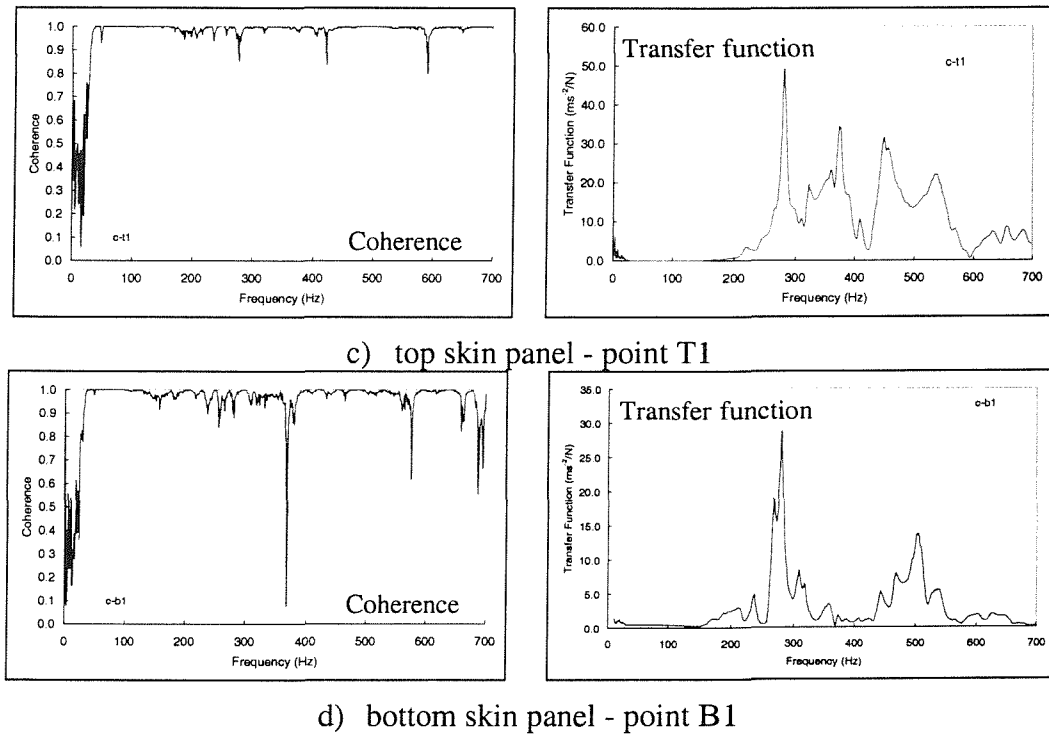 1.0
0.9
0.8
0.7
0.6
0.5
0.4
0.3
0.2
0.1
0.0
Coherence
c-t1
Coherence
0 100 200 300 400 500 600 700
Frequency (Hz)
60.0
50.0
40.0
30.0
20.0
10.0
0.0
Transfer Function (ms⁻²/N)
Transfer function
c-t1
0 100 200 300 400 500 600 700
Frequency (Hz)
c) top skin panel - point T1
1.0
0.9
0.8
0.7
0.6
0.5
0.4
0.3
0.2
0.1
0.0
Coherence
c-b1
Coherence
0 100 200 300 400 500 600 700
Frequency (Hz)
35.0
30.0
25.0
20.0
15.0
10.0
5.0
0.0
Transfer Function (ms⁻²/N)
Transfer function
c-b1
0 100 200 300 400 500 600 700
Frequency (Hz)
d) bottom skin panel - point B1